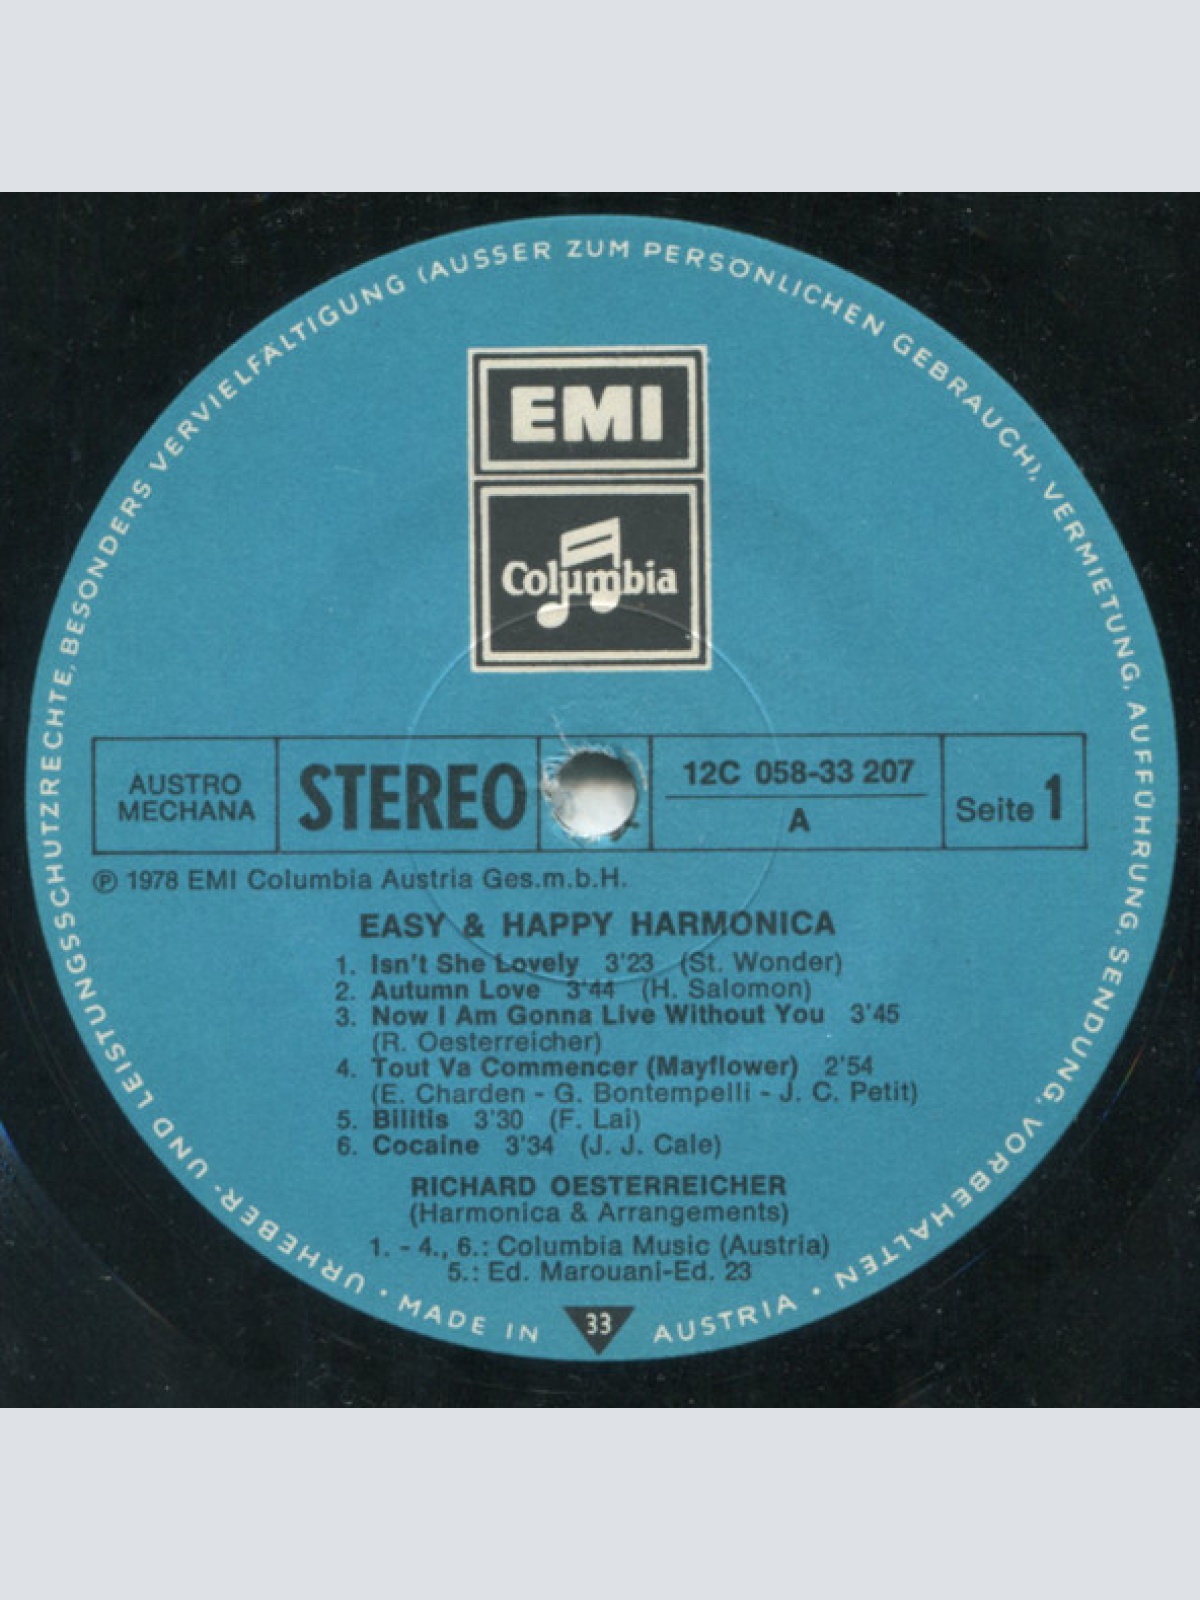 URHEBER- UND LEISTUNGSSCHUTZRECHTE, BESONDERS VERVIELFÄLTIGUNG (AUSSER ZUM PERSÖNLICHEN GEBRAUCH), VERMIETUNG, AUFFÜHRUNG, SENDUNG, VORBEHALTEN •
EMI
Columbia
AUSTRO
MECHANA
STEREO
12C 058-33 207
A
Seite 1
Ⓟ 1978 EMI Columbia Austria Ges.m.b.H.
EASY & HAPPY HARMONICA
1. Isn't She Lovely 3'23 (St. Wonder)
2. Autumn Love 3'44 (H. Salomon)
3. Now I Am Gonna Live Without You 3'45
(R. Oesterreicher)
4. Tout Va Commencer (Mayflower) 2'54
(E. Charden - G. Bontempelli - J. C. Petit)
5. Bilitis 3'30 (F. Lai)
6. Cocaine 3'34 (J. J. Cale)
RICHARD OESTERREICHER
(Harmonica & Arrangements)
1. - 4., 6.: Columbia Music (Austria)
5.: Ed. Marouani-Ed. 23
• MADE IN 33 AUSTRIA